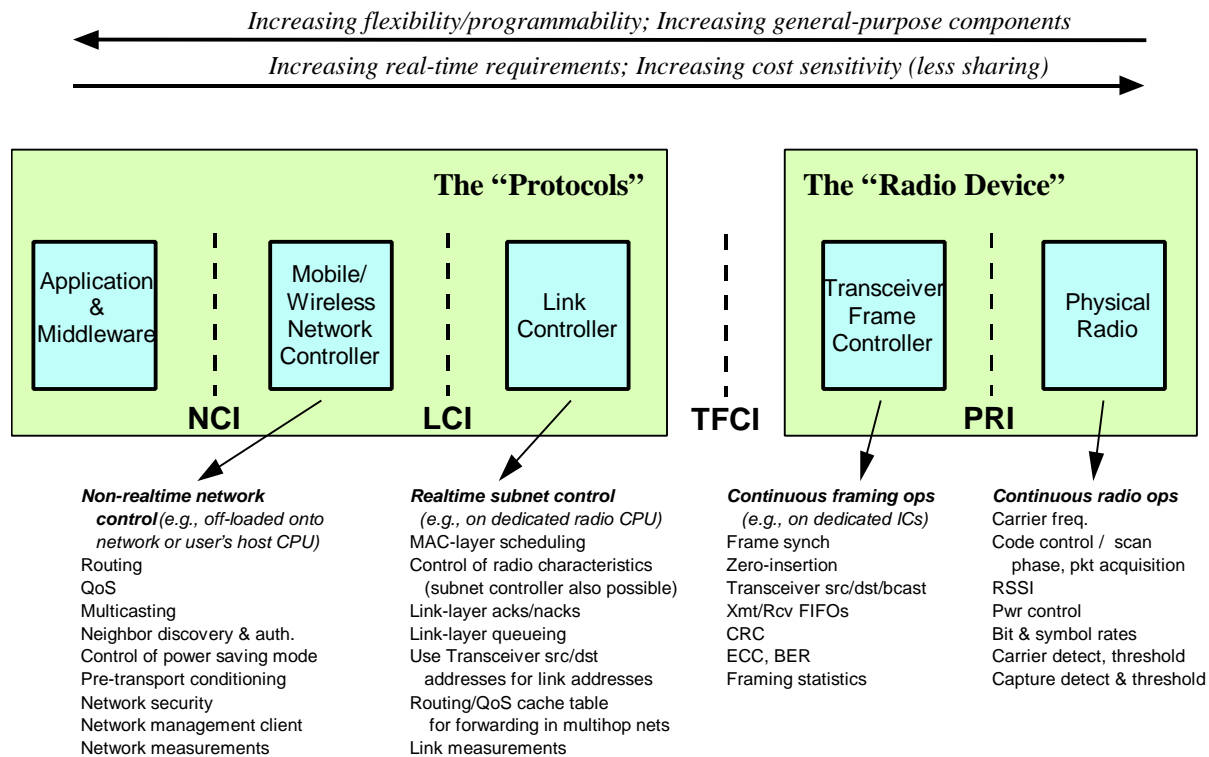 Increasing flexibility/programmability; Increasing general-purpose components
Increasing real-time requirements; Increasing cost sensitivity (less sharing)
The “Protocols”
The “Radio Device”
Application
&
Middleware
Mobile/
Wireless
Network
Controller
Link
Controller
Transceiver
Frame
Controller
Physical
Radio
NCI
LCI
TFCI
PRI
Non-realtime network
control (e.g., off-loaded onto
network or user's host CPU)
Routing
QoS
Multicasting
Neighbor discovery & auth.
Control of power saving mode
Pre-transport conditioning
Network security
Network management client
Network measurements
Realtime subnet control
(e.g., on dedicated radio CPU)
MAC-layer scheduling
Control of radio characteristics
(subnet controller also possible)
Link-layer acks/nacks
Link-layer queueing
Use Transceiver src/dst
addresses for link addresses
Routing/QoS cache table
for forwarding in multihop nets
Link measurements
Continuous framing ops
(e.g., on dedicated ICs)
Frame synch
Zero-insertion
Transceiver src/dst/bcast
Xmt/Rcv FIFOs
CRC
ECC, BER
Framing statistics
Continuous radio ops
Carrier freq.
Code control / scan
phase, pkt acquisition
RSSI
Pwr control
Bit & symbol rates
Carrier detect, threshold
Capture detect & threshold